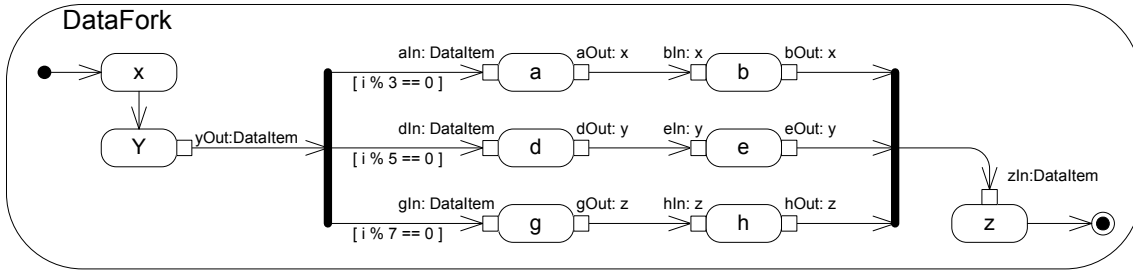 DataFork
aIn: DataItem
aOut: x
bIn: x
bOut: x
x
a
b
[ i % 3 == 0 ]
yOut:DataItem
dIn: DataItem
dOut: y
eIn: y
eOut: y
Y
d
e
[ i % 5 == 0 ]
zIn:DataItem
gIn: DataItem
gOut: z
hIn: z
hOut: z
g
h
z
[ i % 7 == 0 ]